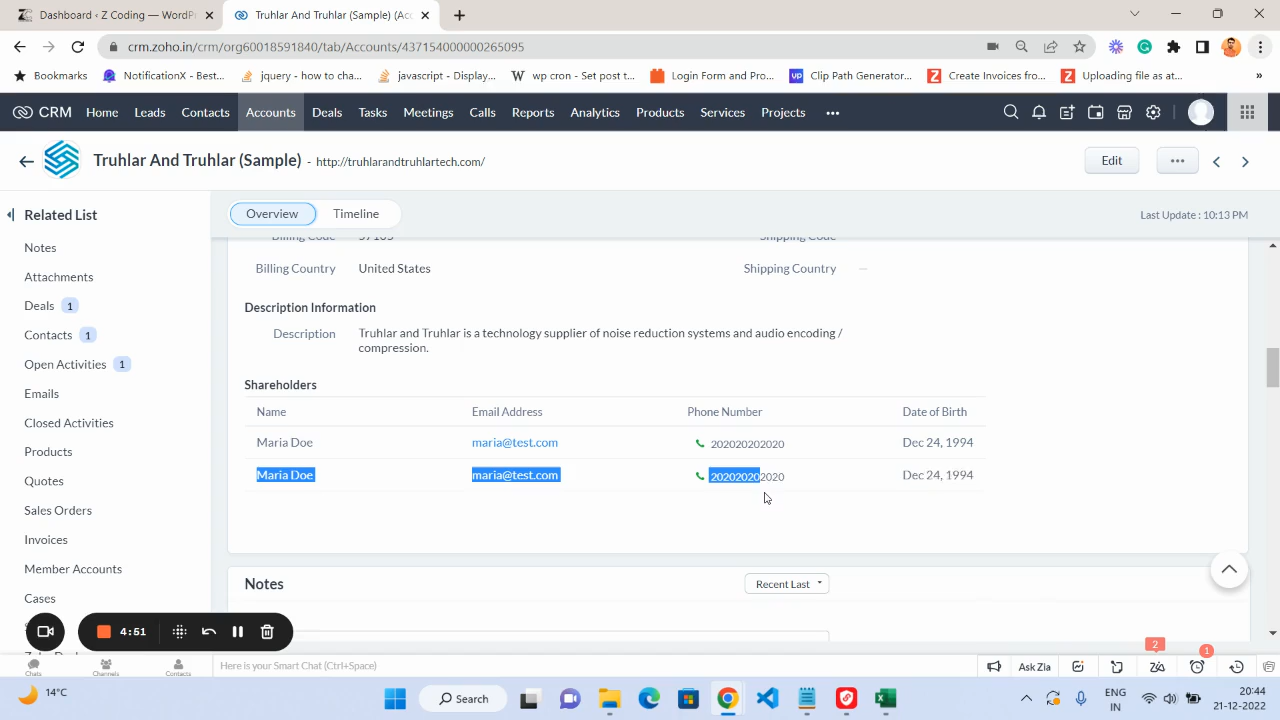 Dashboard ‹ Z Coding — WordP
Truhlar And Truhlar (Sample) (Acc
crm.zoho.in/crm/org60018591840/tab/Accounts/437154000000265095
Bookmarks
NotificationX - Best...
jquery - how to cha...
javascript - Display...
wp cron - Set post t...
Login Form and Pro...
Clip Path Generator...
Create Invoices fro...
Uploading file as at...
»
CRM
Home
Leads
Contacts
Accounts
Deals
Tasks
Meetings
Calls
Reports
Analytics
Products
Services
Projects
Truhlar And Truhlar (Sample) - http://truhlarandtruhlartech.com/
Edit
Related List
Overview
Timeline
Last Update : 10:13 PM
Notes
Attachments
Deals 1
Contacts 1
Open Activities 1
Emails
Closed Activities
Products
Quotes
Sales Orders
Invoices
Member Accounts
Cases
Billing Code
Shipping Code
Billing Country United States
Shipping Country —
Description Information
Description Truhlar and Truhlar is a technology supplier of noise reduction systems and audio encoding /
compression.
Shareholders
Name Email Address Phone Number Date of Birth
Maria Doe maria@test.com 202020202020 Dec 24, 1994
Maria Doe maria@test.com 202020202020 Dec 24, 1994
Notes
Recent Last
4:51
Chats
Channels
Contacts
Here is your Smart Chat (Ctrl+Space)
Ask Zia
2
1
14°C
Search
ENG
IN
20:44
21-12-2022